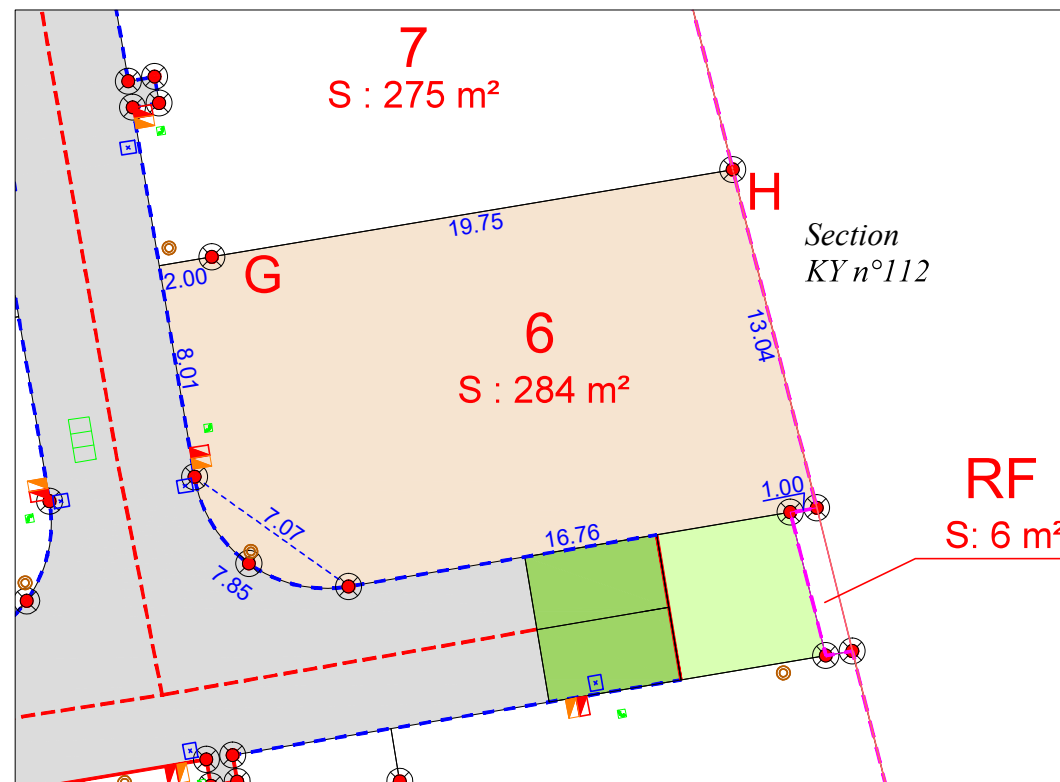 7
S : 275 m²
H
19.75
Section
KY n°112
G
2.00
6
S : 284 m²
13.04
8.01
RF
S: 6 m²
1.00
7.07
16.76
7.85